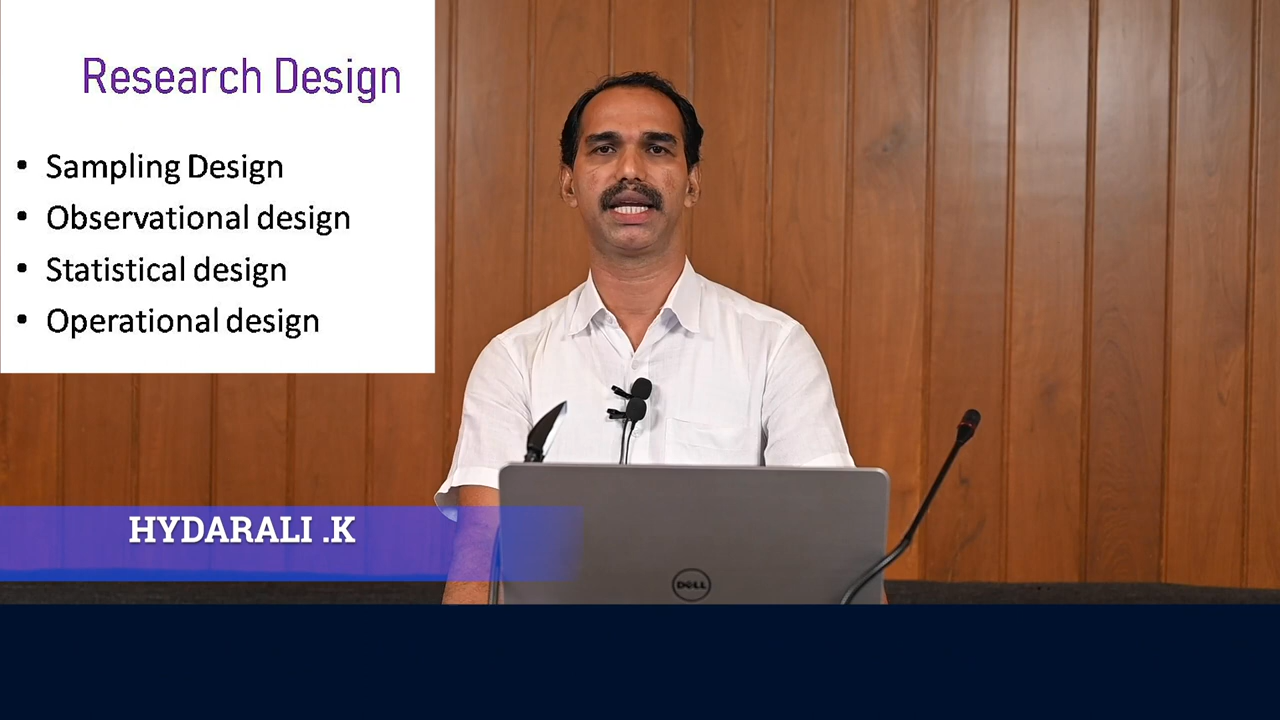 Research Design
• Sampling Design
• Observational design
• Statistical design
• Operational design
HYDARALI .K
DELL